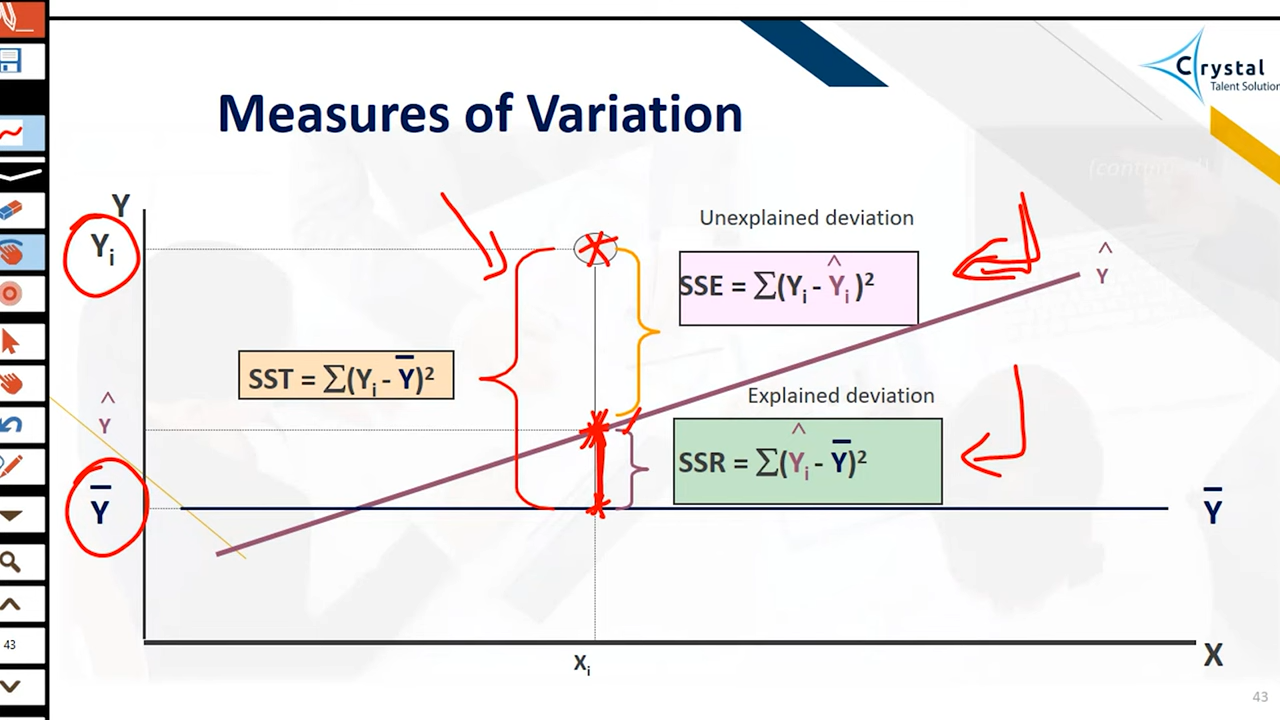 Crystal
Talent Solution
Measures of Variation
(continued)
Y
Yi
Unexplained deviation
SSE = ∑(Yi - Ŷi )²
Ŷ
SST = ∑(Yi - Ȳ)²
Explained deviation
Ŷ
SSR = ∑(Ŷi - Ȳ)²
Ȳ
Ȳ
X
Xi
43
43